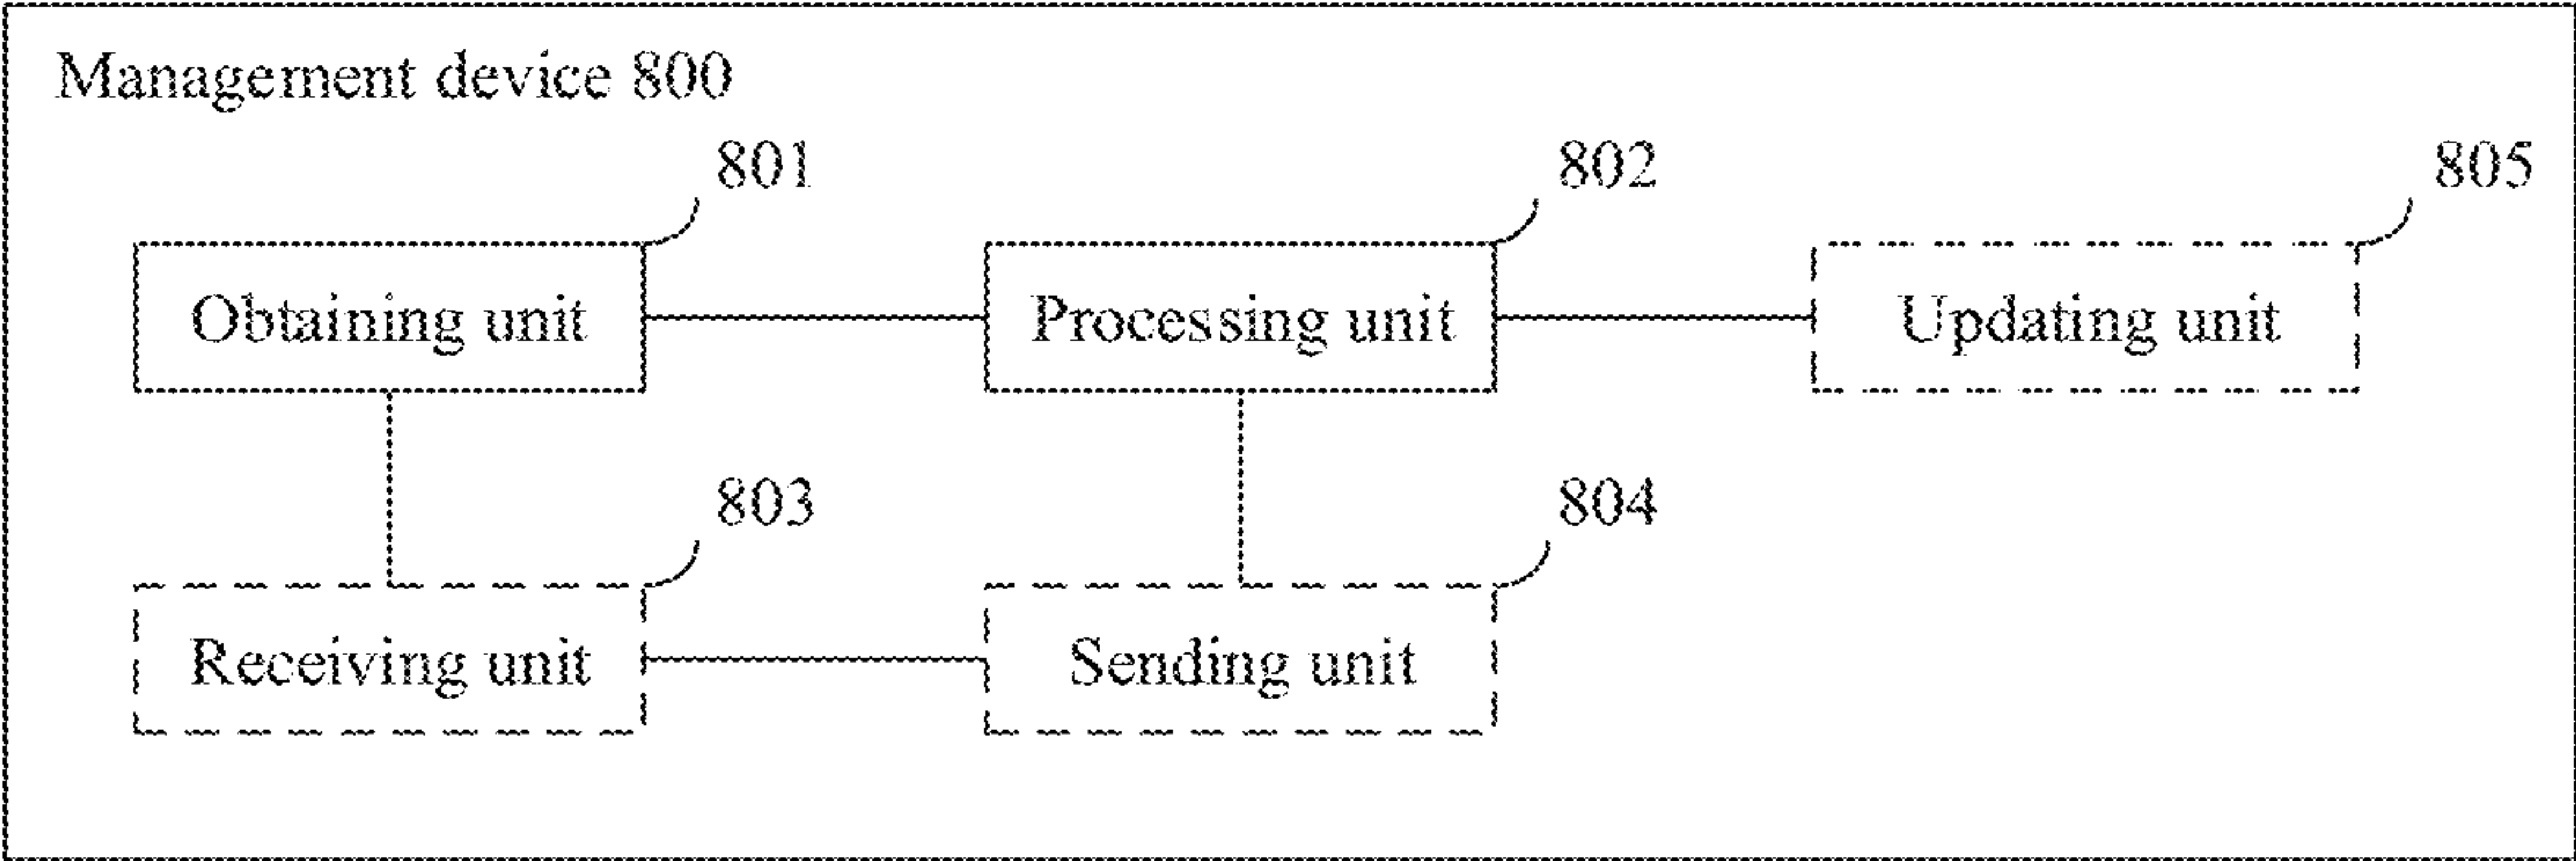 Management device 800
801
802
805
Obtaining unit
Processing unit
Updating unit
803
804
Receiving unit
Sending unit